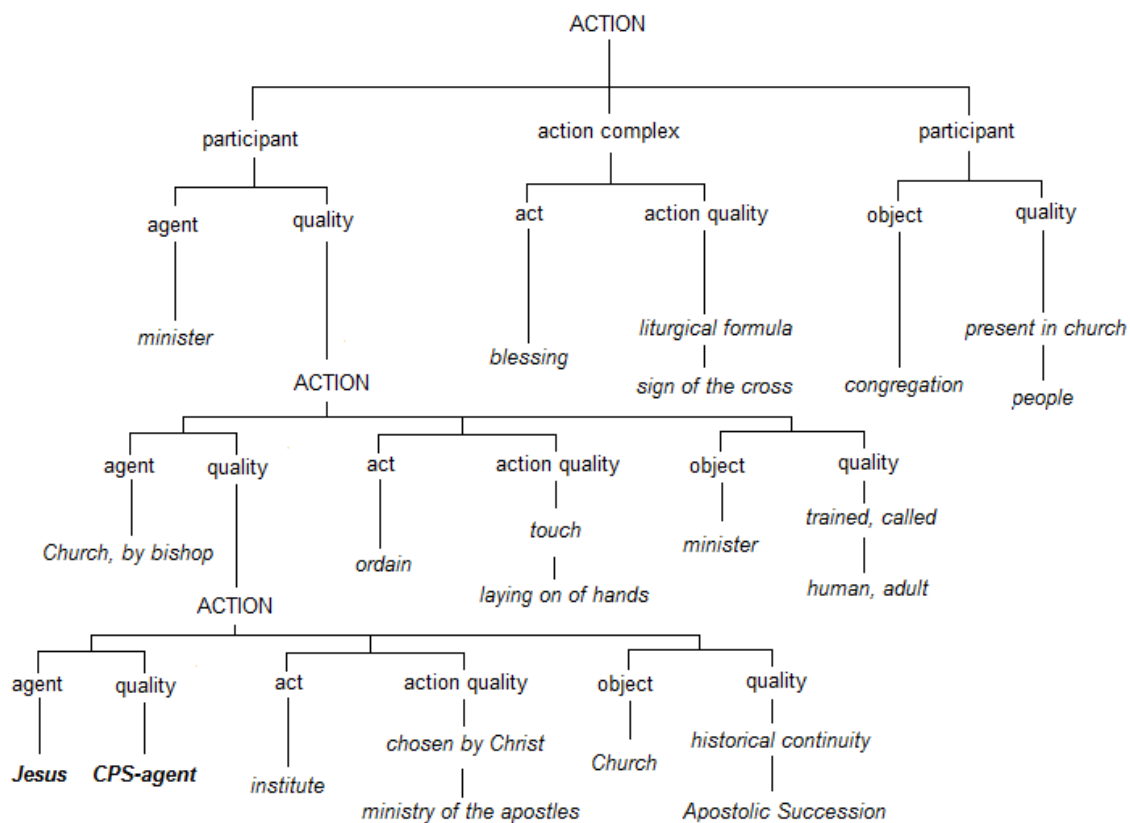 ACTION
participant action complex participant
agent quality act action quality object quality
minister blessing liturgical formula congregation present in church
sign of the cross people
ACTION
agent quality act action quality object quality
Church, by bishop ordain touch minister trained, called
laying on of hands human, adult
ACTION
agent quality act action quality object quality
Jesus CPS-agent institute chosen by Christ Church historical continuity
ministry of the apostles Apostolic Succession